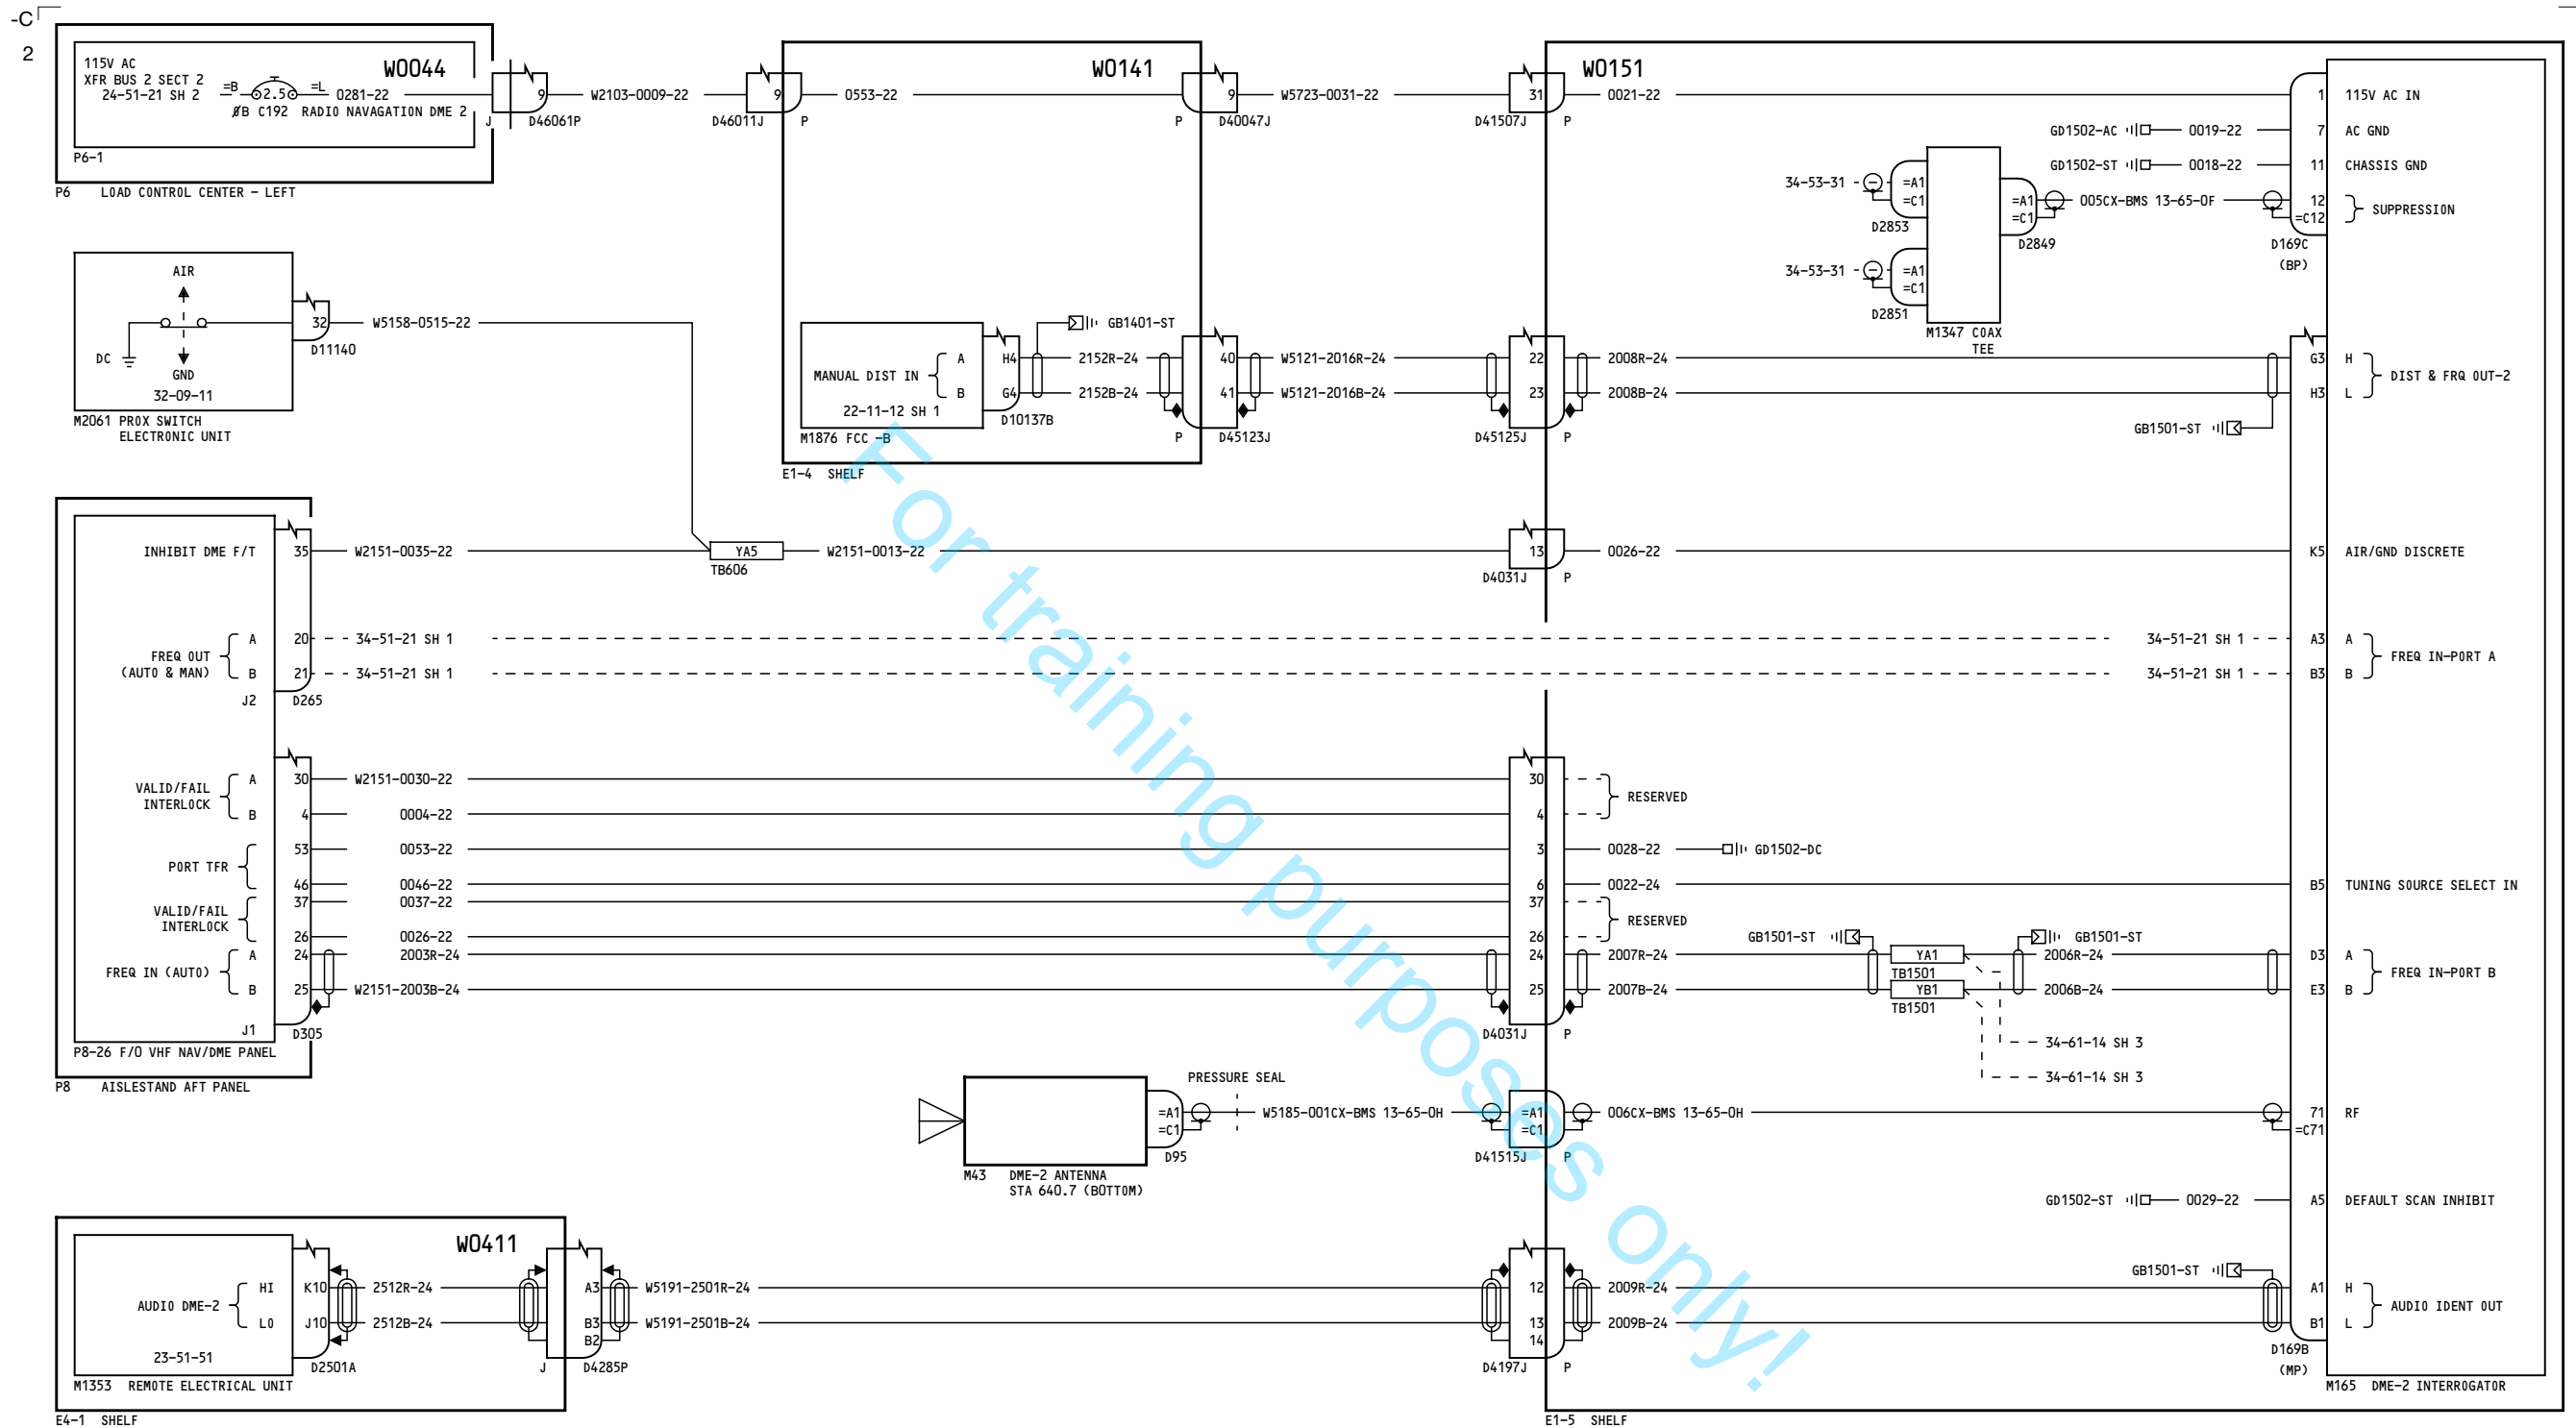 -C
2
115V AC
XFR BUS 2 SECT 2
24-51-21 SH 2
=B
2.5
=L
0281-22
ØB C192 RADIO NAVAGATION DME 2
W0044
P6-1
P6 LOAD CONTROL CENTER - LEFT
9
J
D46061P
W2103-0009-22
9
D46011J
P
0553-22
W0141
9
P
D40047J
W5723-0031-22
31
D41507J
P
W0151
0021-22
1
115V AC IN
GD1502-AC
0019-22
7
AC GND
GD1502-ST
0018-22
11
CHASSIS GND
34-53-31
=A1
=C1
D2853
=A1
=C1
D2849
005CX-BMS 13-65-0F
12
=C12
SUPPRESSION
D169C
(BP)
34-53-31
=A1
=C1
D2851
M1347 COAX
TEE
AIR
DC
GND
32-09-11
32
D11140
W5158-0515-22
M2061 PROX SWITCH
ELECTRONIC UNIT
MANUAL DIST IN
A
B
22-11-12 SH 1
H4
G4
D10137B
M1876 FCC -B
GB1401-ST
2152R-24
2152B-24
40
41
P
D45123J
E1-4 SHELF
W5121-2016R-24
W5121-2016B-24
22
23
D45125J
P
2008R-24
2008B-24
GB1501-ST
G3
H3
H
L
DIST & FRQ OUT-2
INHIBIT DME F/T
35
W2151-0035-22
YA5
TB606
W2151-0013-22
13
D4031J
P
0026-22
K5
AIR/GND DISCRETE
FREQ OUT
(AUTO & MAN)
A
B
20
21
34-51-21 SH 1
34-51-21 SH 1
J2
D265
34-51-21 SH 1
34-51-21 SH 1
A3
B3
A
B
FREQ IN-PORT A
VALID/FAIL
INTERLOCK
A
B
30
4
W2151-0030-22
0004-22
30
4
RESERVED
PORT TFR
53
46
0053-22
0046-22
3
6
0028-22
GD1502-DC
0022-24
B5
TUNING SOURCE SELECT IN
VALID/FAIL
INTERLOCK
37
26
0037-22
0026-22
37
26
RESERVED
FREQ IN (AUTO)
A
B
24
25
2003R-24
W2151-2003B-24
24
25
2007R-24
2007B-24
GB1501-ST
YA1
TB1501
YB1
TB1501
GB1501-ST
2006R-24
2006B-24
34-61-14 SH 3
34-61-14 SH 3
D3
E3
A
B
FREQ IN-PORT B
J1
D305
D4031J
P
P8-26 F/O VHF NAV/DME PANEL
P8 AISLESTAND AFT PANEL
PRESSURE SEAL
=A1
=C1
D95
M43 DME-2 ANTENNA
STA 640.7 (BOTTOM)
W5185-001CX-BMS 13-65-0H
=A1
=C1
D41515J
P
006CX-BMS 13-65-0H
71
=C71
RF
GD1502-ST
0029-22
A5
DEFAULT SCAN INHIBIT
W0411
AUDIO DME-2
HI
LO
K10
J10
23-51-51
D2501A
M1353 REMOTE ELECTRICAL UNIT
E4-1 SHELF
2512R-24
2512B-24
A3
B3
B2
J
D4285P
W5191-2501R-24
W5191-2501B-24
12
13
14
D4197J
P
2009R-24
2009B-24
GB1501-ST
A1
B1
H
L
AUDIO IDENT OUT
D169B
(MP)
M165 DME-2 INTERROGATOR
E1-5 SHELF
For training purposes only!